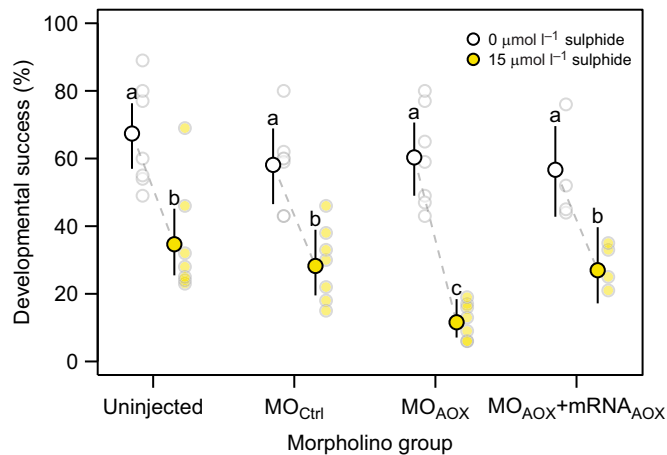 100
80
60
40
20
0
Developmental success (%)
0 μmol l⁻¹ sulphide
15 μmol l⁻¹ sulphide
a
b
a
b
a
c
a
b
Uninjected
MO_Ctrl
MO_AOX
MO_AOX+mRNA_AOX
Morpholino group